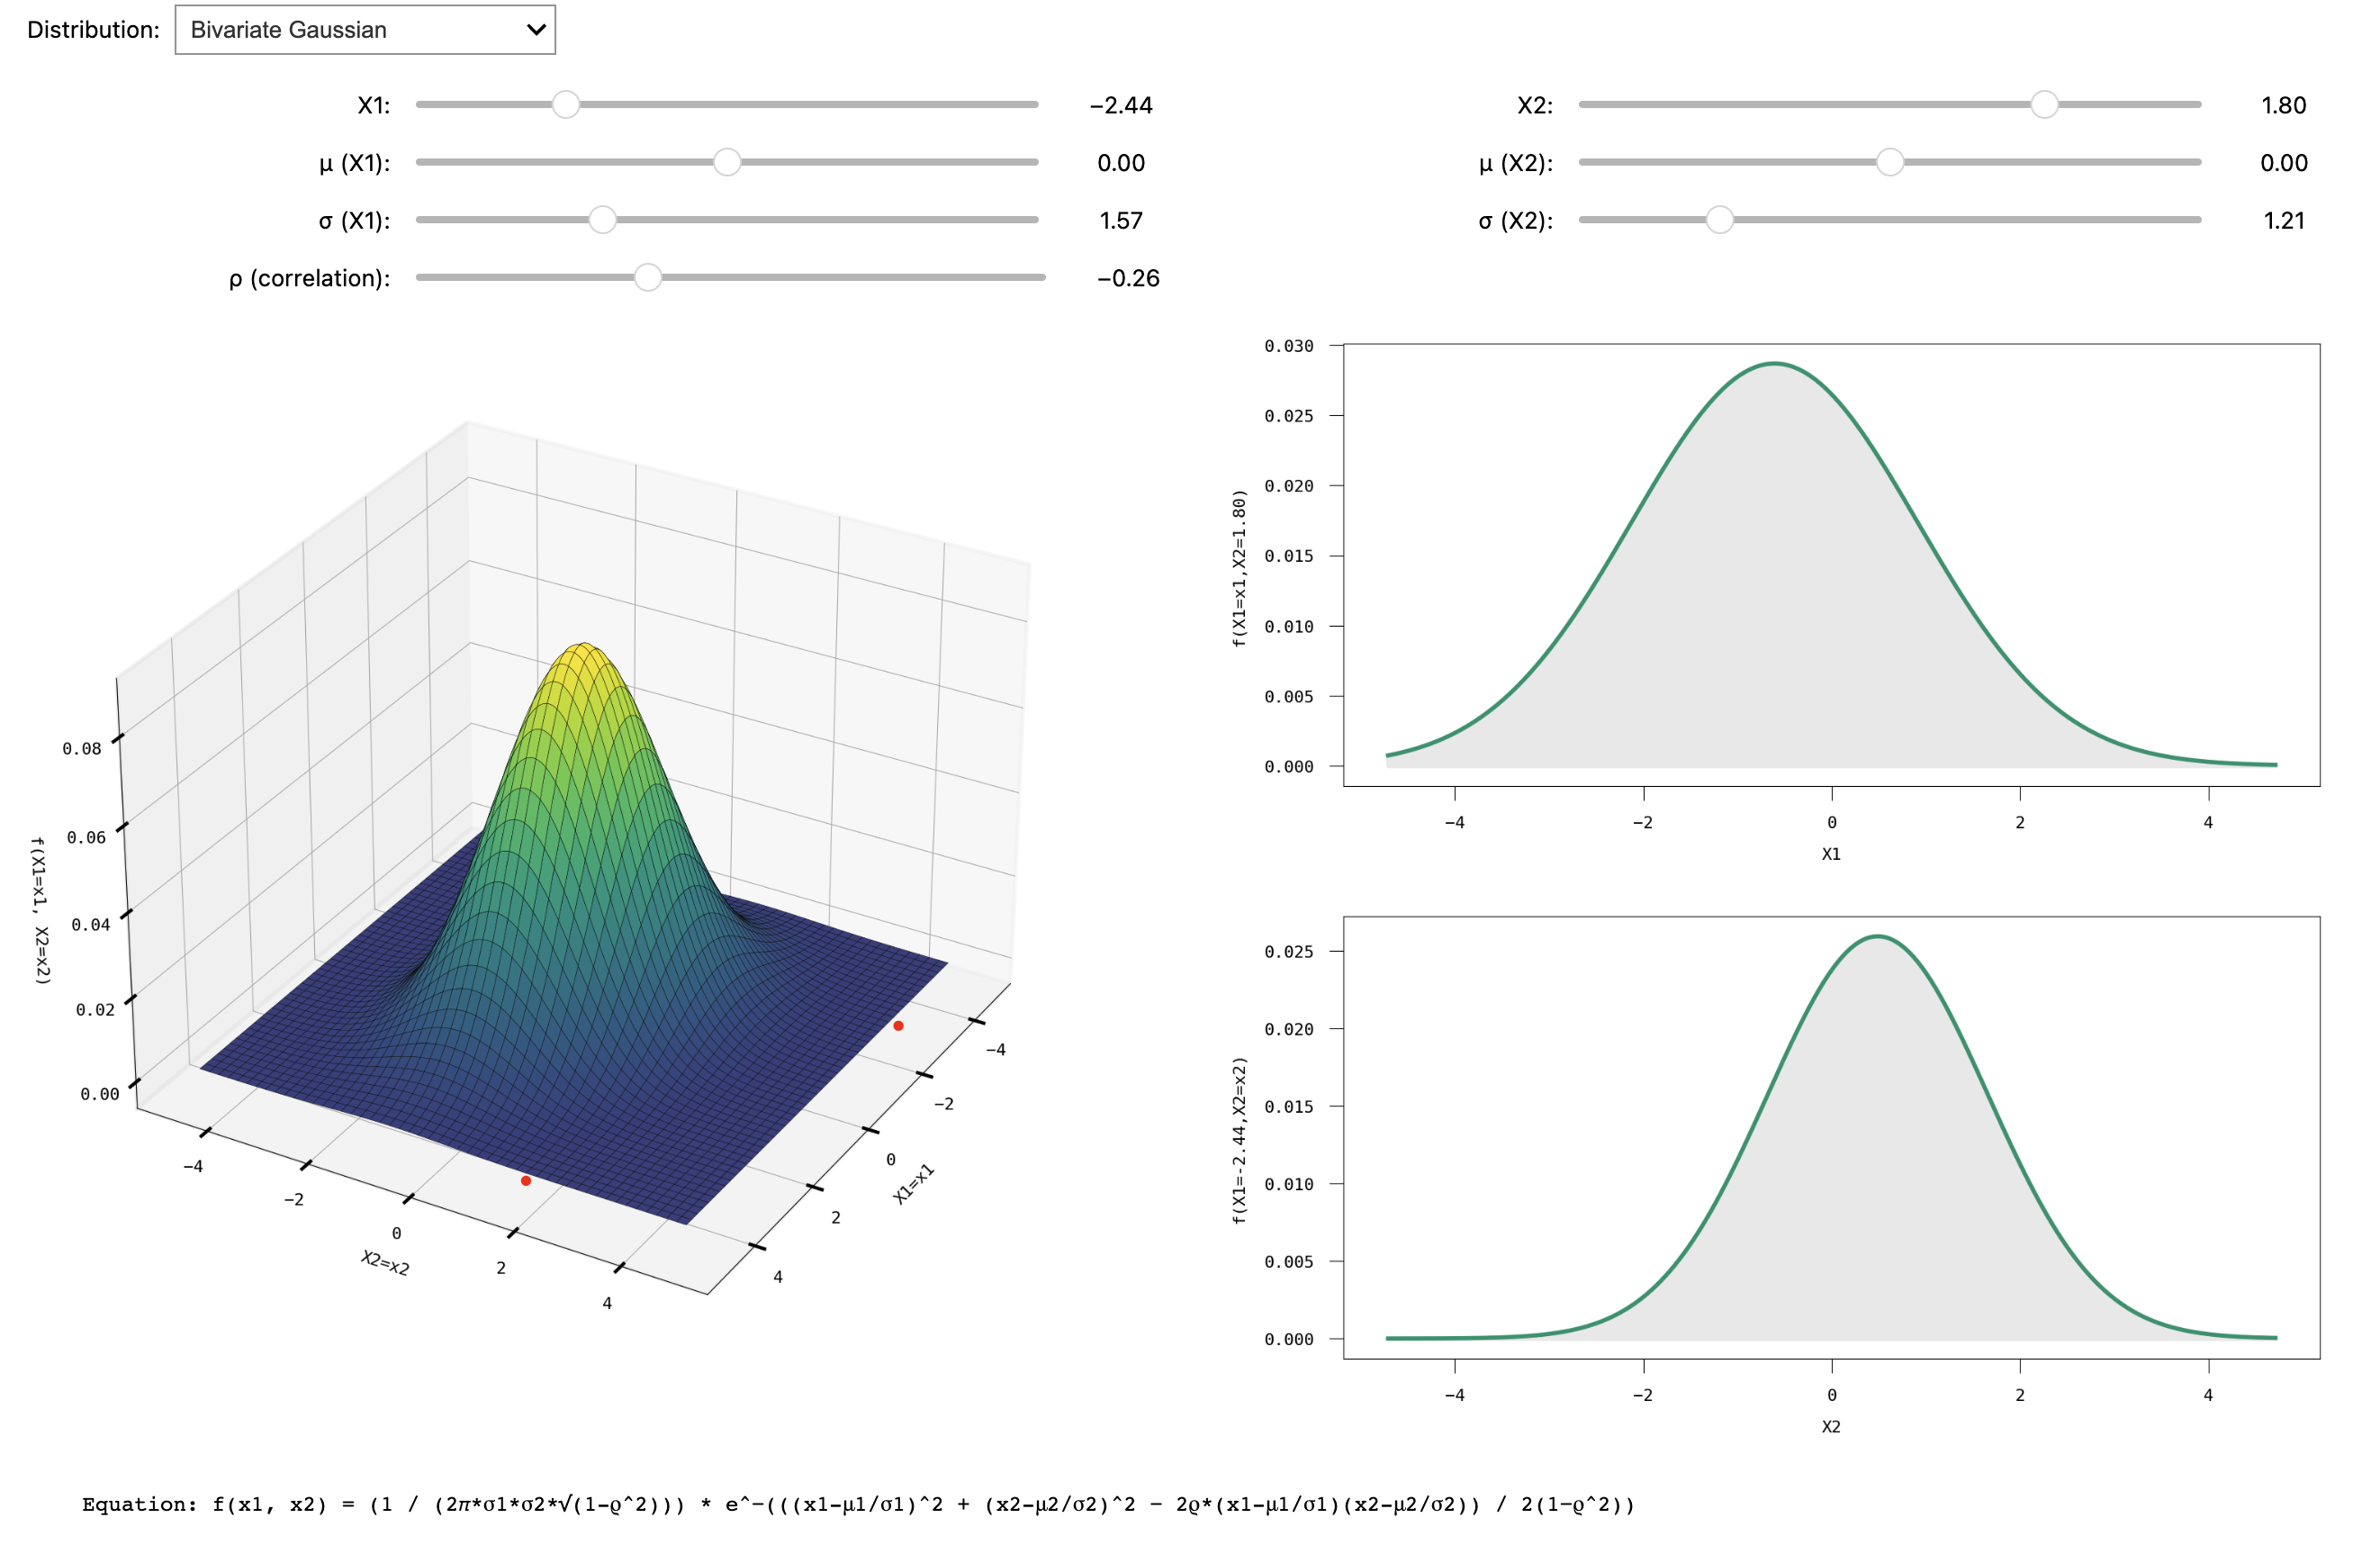 Distribution: Bivariate Gaussian
X1: −2.44
X2: 1.80
μ (X1): 0.00
μ (X2): 0.00
σ (X1): 1.57
σ (X2): 1.21
ρ (correlation): −0.26
0.08
0.06
0.04
0.02
0.00
f(X1=x1, X2=x2)
−4
−2
0
2
4
X2=x2
−4
−2
0
2
4
X1=x1
0.030
0.025
0.020
0.015
0.010
0.005
0.000
f(X1=x1,X2=1.80)
−4 −2 0 2 4
X1
0.025
0.020
0.015
0.010
0.005
0.000
f(X1=-2.44,X2=x2)
−4 −2 0 2 4
X2
Equation: f(x1, x2) = (1 / (2π*σ1*σ2*√(1-ϱ^2))) * e^−(((x1-μ1/σ1)^2 + (x2-μ2/σ2)^2 − 2ϱ*(x1-μ1/σ1)(x2-μ2/σ2)) / 2(1−ϱ^2))